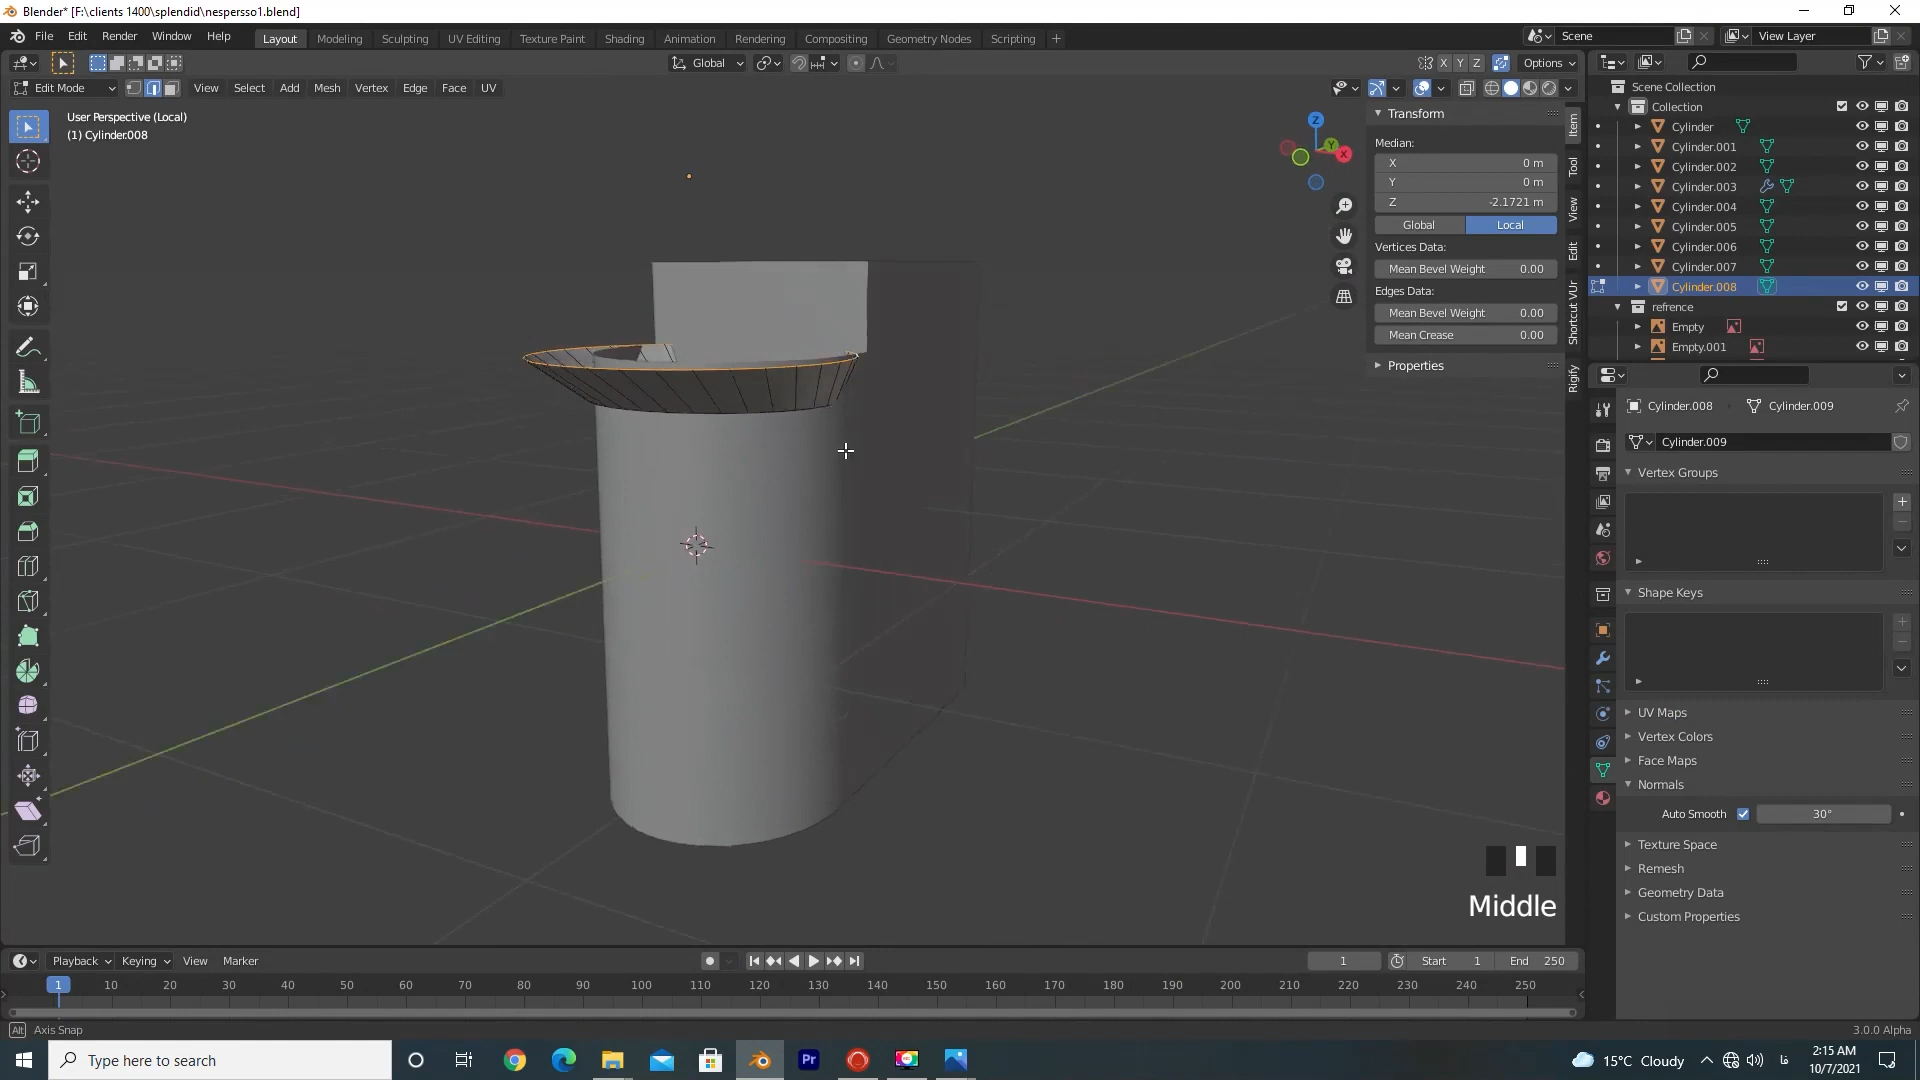 Blender* [F:\clients 1400\splendid\nespersso1.blend]
File Edit Render Window Help Layout Modeling Sculpting UV Editing Texture Paint Shading Animation Rendering Compositing Geometry Nodes Scripting + Scene View Layer
Global X Y Z Options
Edit Mode View Select Add Mesh Vertex Edge Face UV
User Perspective (Local)
(1) Cylinder.008
Z
Y
X
Transform
Median:
X 0 m
Y 0 m
Z -2.1721 m
Global Local
Vertices Data:
Mean Bevel Weight 0.00
Edges Data:
Mean Bevel Weight 0.00
Mean Crease 0.00
Properties
Item
Tool
View
Edit
Shortcut VUr
Rigify
Scene Collection
Collection
Cylinder
Cylinder.001
Cylinder.002
Cylinder.003
Cylinder.004
Cylinder.005
Cylinder.006
Cylinder.007
Cylinder.008
refrence
Empty
Empty.001
Cylinder.008 Cylinder.009
Cylinder.009
Vertex Groups
Shape Keys
UV Maps
Vertex Colors
Face Maps
Normals
Auto Smooth 30°
Texture Space
Remesh
Geometry Data
Custom Properties
Middle
Playback Keying View Marker 1 Start 1 End 250
1 10 20 30 40 50 60 70 80 90 100 110 120 130 140 150 160 170 180 190 200 210 220 230 240 250
Alt Axis Snap 3.0.0 Alpha
Type here to search Pr 15°C Cloudy فا 2:15 AM
10/7/2021